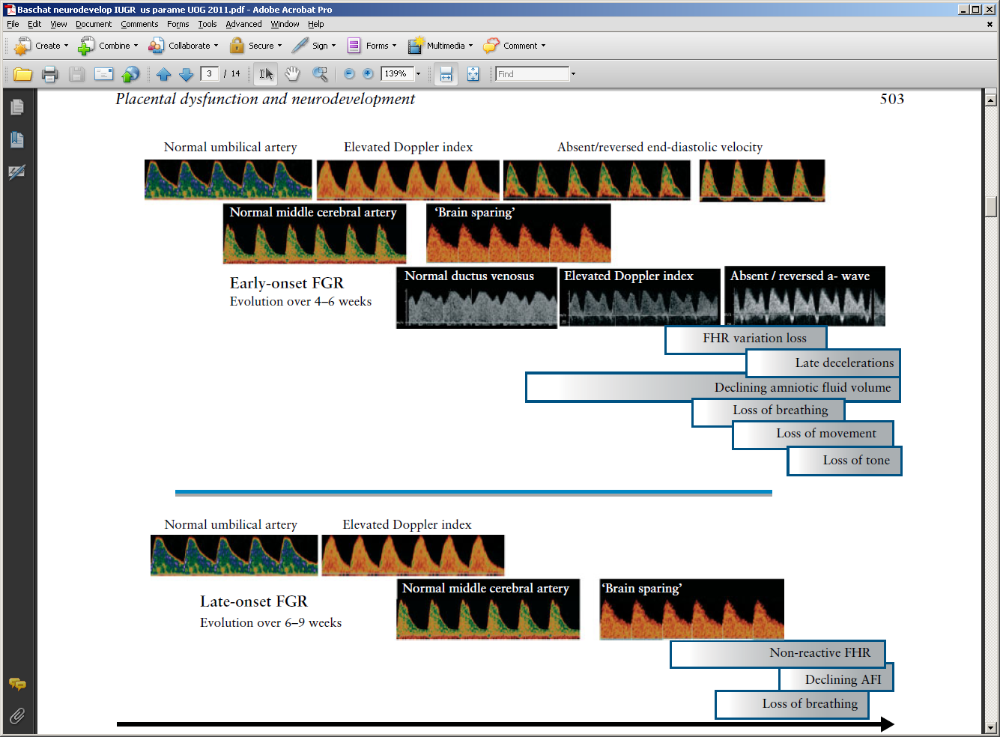 Baschat neurodevelop IUGR us parame UOG 2011.pdf - Adobe Acrobat Pro
File Edit View Document Comments Forms Tools Advanced Window Help
Create Combine Collaborate Secure Sign Forms Multimedia Comment
3 / 14 139% Find
Placental dysfunction and neurodevelopment 503
Normal umbilical artery Elevated Doppler index Absent/reversed end-diastolic velocity
Normal middle cerebral artery 'Brain sparing'
Normal ductus venosus Elevated Doppler index Absent / reversed a- wave
Early-onset FGR
Evolution over 4–6 weeks
FHR variation loss
Late decelerations
Declining amniotic fluid volume
Loss of breathing
Loss of movement
Loss of tone
Normal umbilical artery Elevated Doppler index
Normal middle cerebral artery 'Brain sparing'
Late-onset FGR
Evolution over 6–9 weeks
Non-reactive FHR
Declining AFI
Loss of breathing